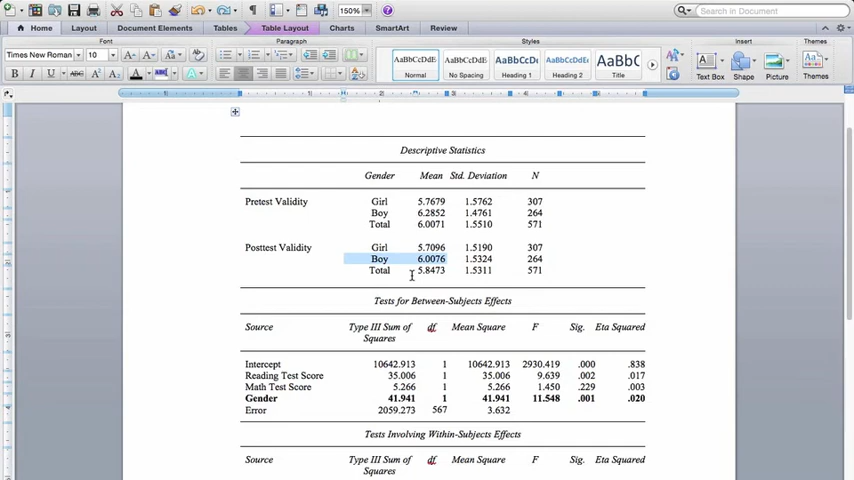 150%
Search in Document
Home Layout Document Elements Tables Table Layout Charts SmartArt Review
Font Paragraph Styles Insert Themes
Times New Roman 10
AaBbCcDdE AaBbCcDdE AaBbCcDc AaBbCcDdE AaBb(
Normal No Spacing Heading 1 Heading 2 Title
Text Box Shape Picture Themes
Descriptive Statistics
Gender Mean Std. Deviation N
Pretest Validity Girl 5.7679 1.5762 307
Boy 6.2852 1.4761 264
Total 6.0071 1.5510 571
Posttest Validity Girl 5.7096 1.5190 307
Boy 6.0076 1.5324 264
Total 5.8473 1.5311 571
Tests for Between-Subjects Effects
Source Type III Sum of Squares df Mean Square F Sig. Eta Squared
Intercept 10642.913 1 10642.913 2930.419 .000 .838
Reading Test Score 35.006 1 35.006 9.639 .002 .017
Math Test Score 5.266 1 5.266 1.450 .229 .003
Gender 41.941 1 41.941 11.548 .001 .020
Error 2059.273 567 3.632
Tests Involving Within-Subjects Effects
Source Type III Sum of Squares df Mean Square F Sig. Eta Squared